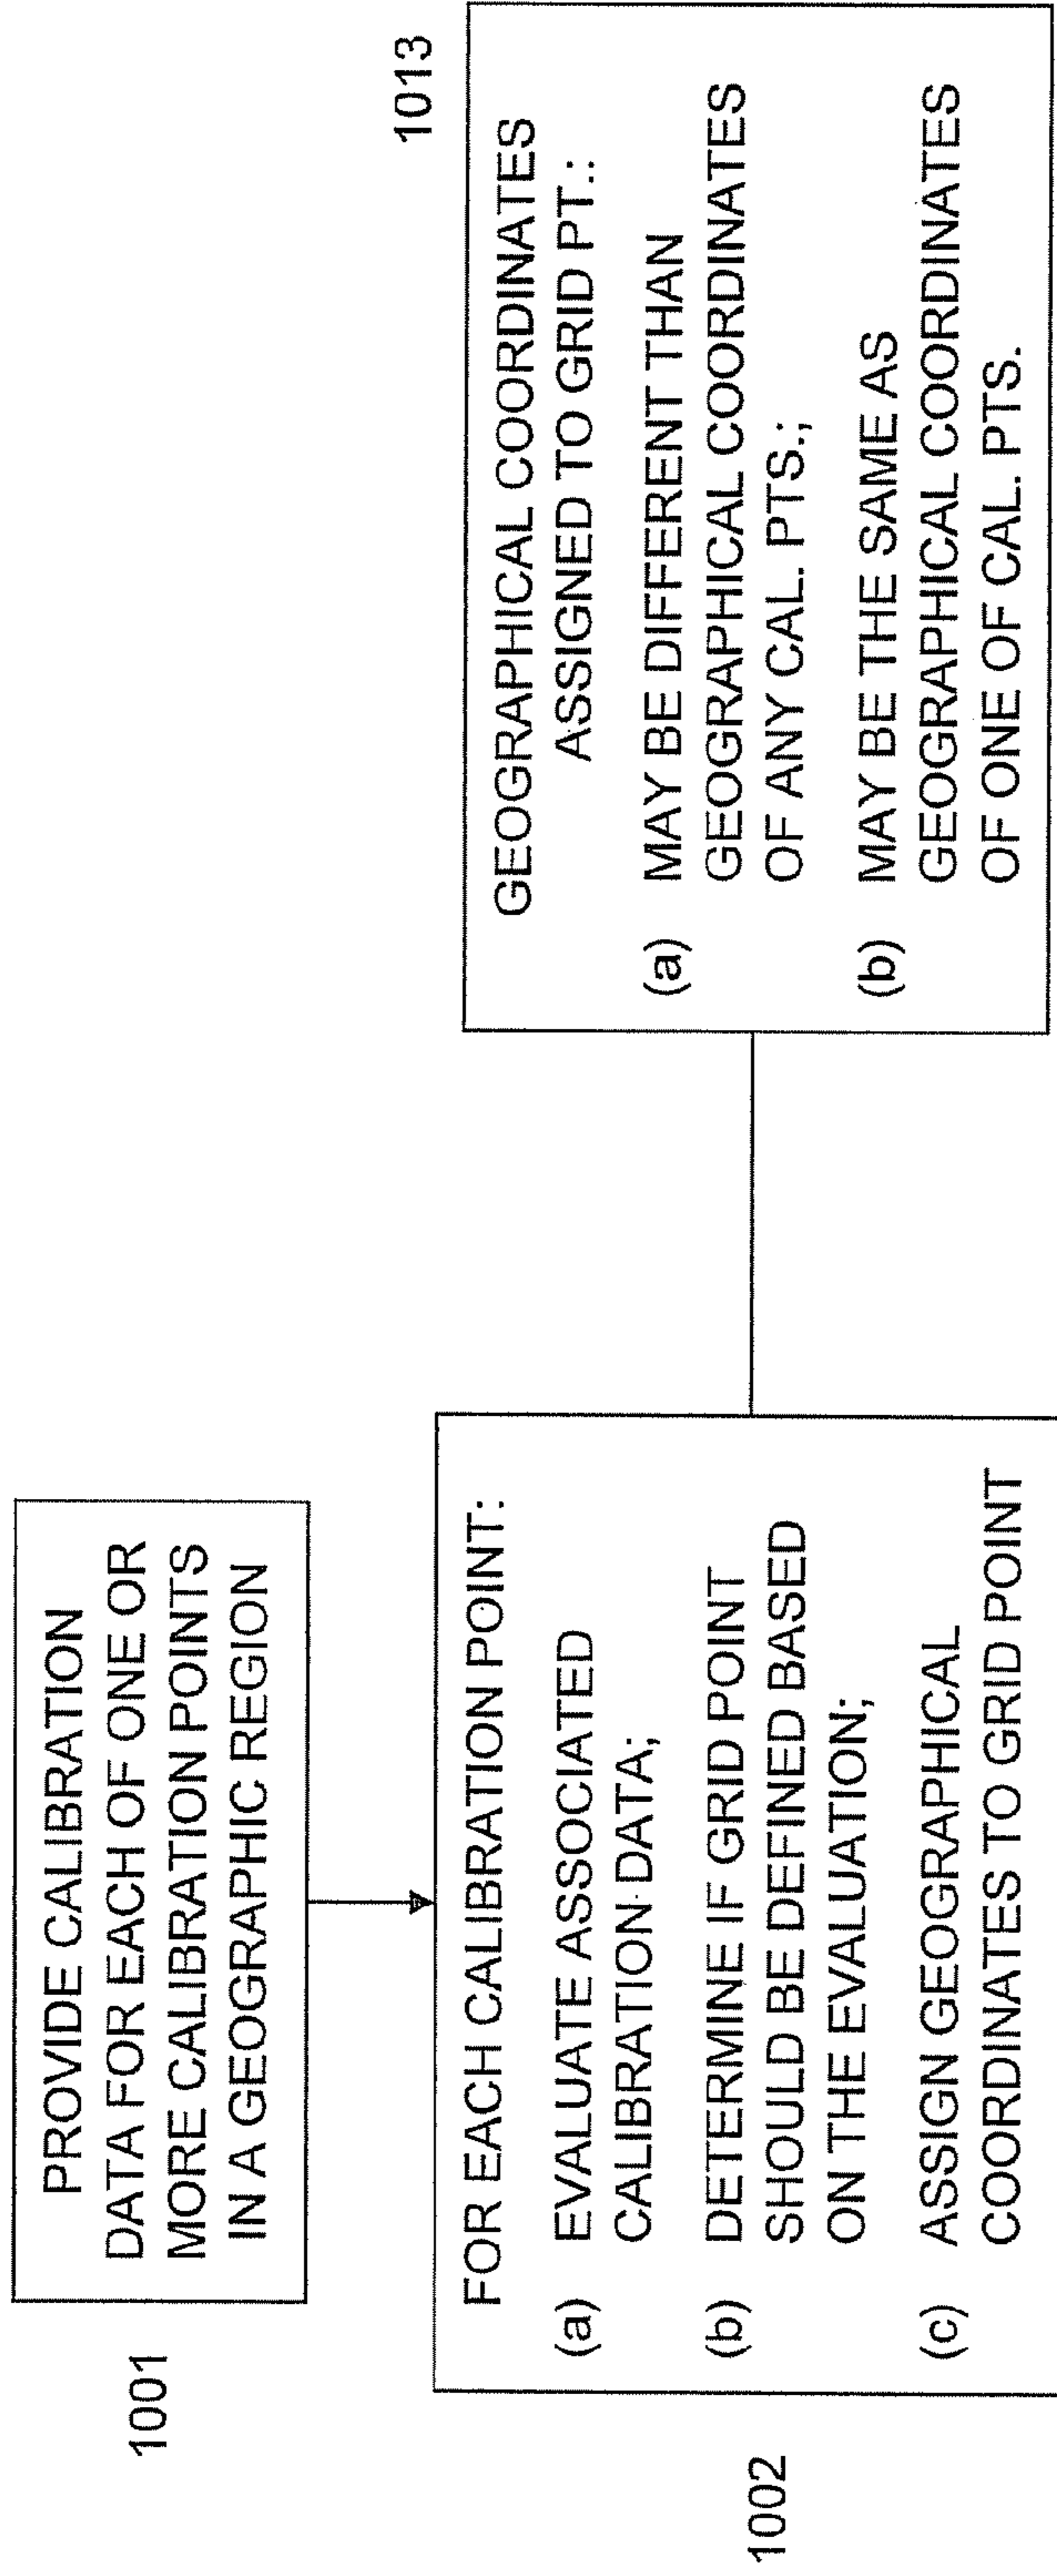 1001
PROVIDE CALIBRATION
DATA FOR EACH OF ONE OR
MORE CALIBRATION POINTS
IN A GEOGRAPHIC REGION
1002
FOR EACH CALIBRATION POINT:
(a) EVALUATE ASSOCIATED
CALIBRATION DATA;
(b) DETERMINE IF GRID POINT
SHOULD BE DEFINED BASED
ON THE EVALUATION;
(c) ASSIGN GEOGRAPHICAL
COORDINATES TO GRID POINT
1013
GEOGRAPHICAL COORDINATES
ASSIGNED TO GRID PT.:
(a) MAY BE DIFFERENT THAN
GEOGRAPHICAL COORDINATES
OF ANY CAL. PTS.;
(b) MAY BE THE SAME AS
GEOGRAPHICAL COORDINATES
OF ONE OF CAL. PTS.